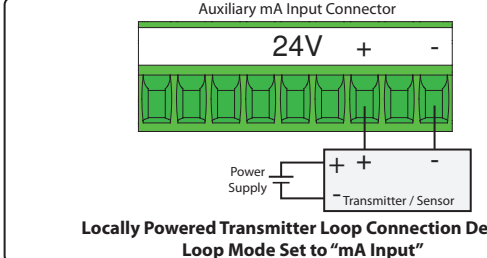 Auxiliary mA Input Connector
24V + -
+ + -
Power
Supply
- Transmitter / Sensor
Locally Powered Transmitter Loop Connection
Loop Mode Set to “mA Input”